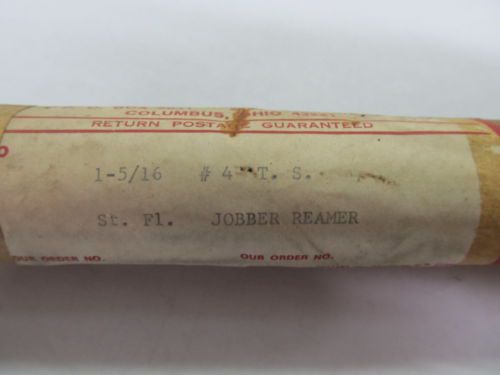 COLUMBUS, OHIO
RETURN POSTAGE GUARANTEED
1-5/16 # 4 T. S.
St. Fl. JOBBER REAMER
OUR ORDER NO. OUR ORDER NO.